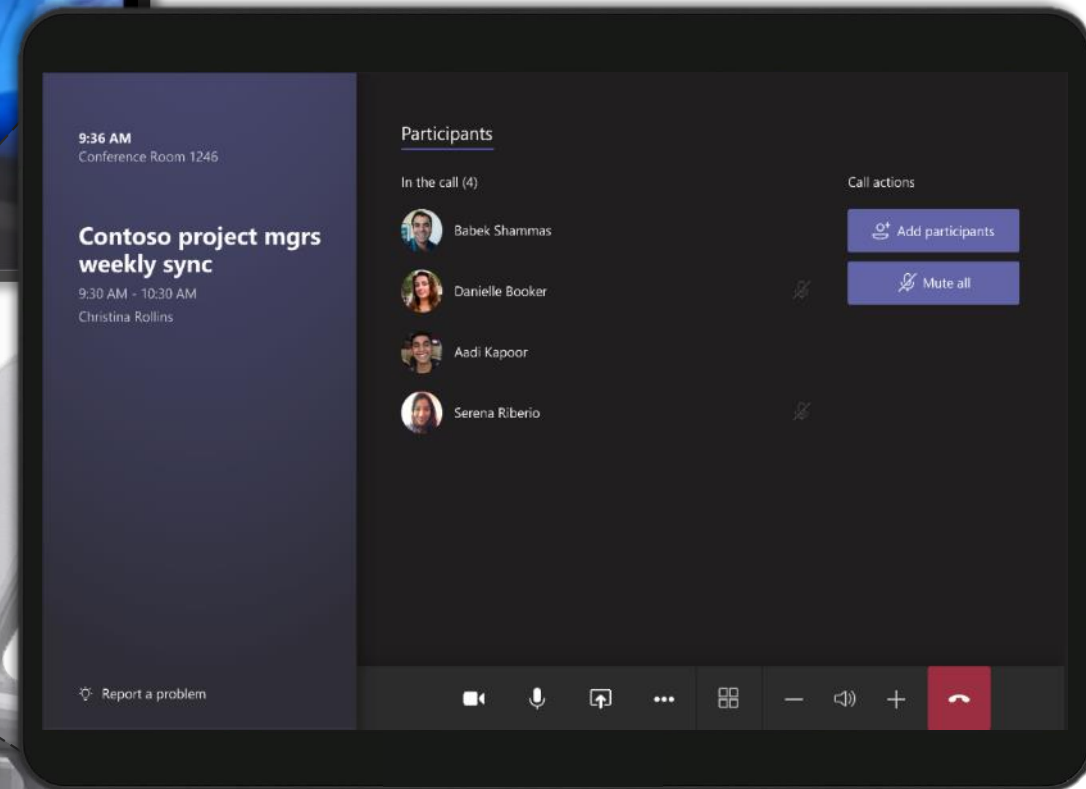 9:36 AM
Conference Room 1246
Contoso project mgrs
weekly sync
9:30 AM - 10:30 AM
Christina Rollins
Report a problem
Participants
In the call (4)
Babek Shammas
Danielle Booker
Aadi Kapoor
Serena Riberio
Call actions
Add participants
Mute all